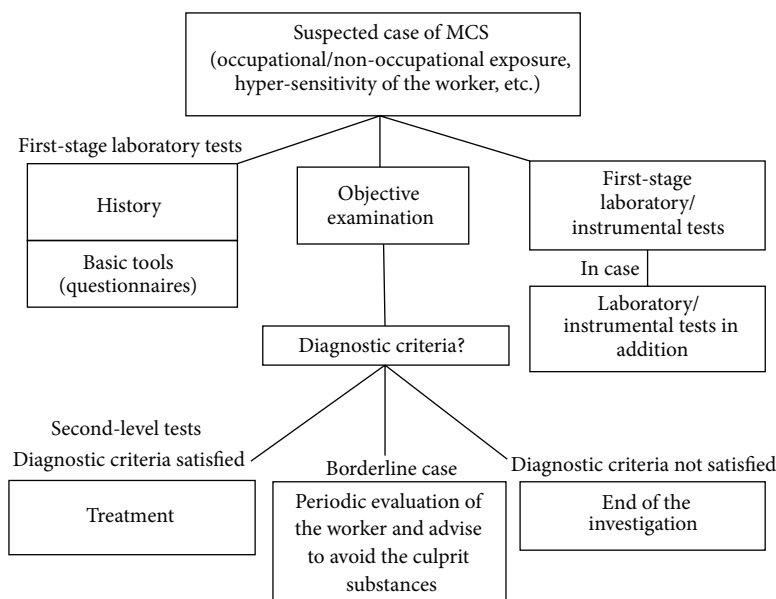 Suspected case of MCS
(occupational/non-occupational exposure,
hyper-sensitivity of the worker, etc.)
First-stage laboratory tests
History
Basic tools
(questionnaires)
Objective
examination
First-stage
laboratory/
instrumental tests
In case
Laboratory/
instrumental tests in
addition
Diagnostic criteria?
Second-level tests
Diagnostic criteria satisfied
Treatment
Borderline case
Periodic evaluation of
the worker and advise
to avoid the culprit
substances
Diagnostic criteria not satisfied
End of the
investigation